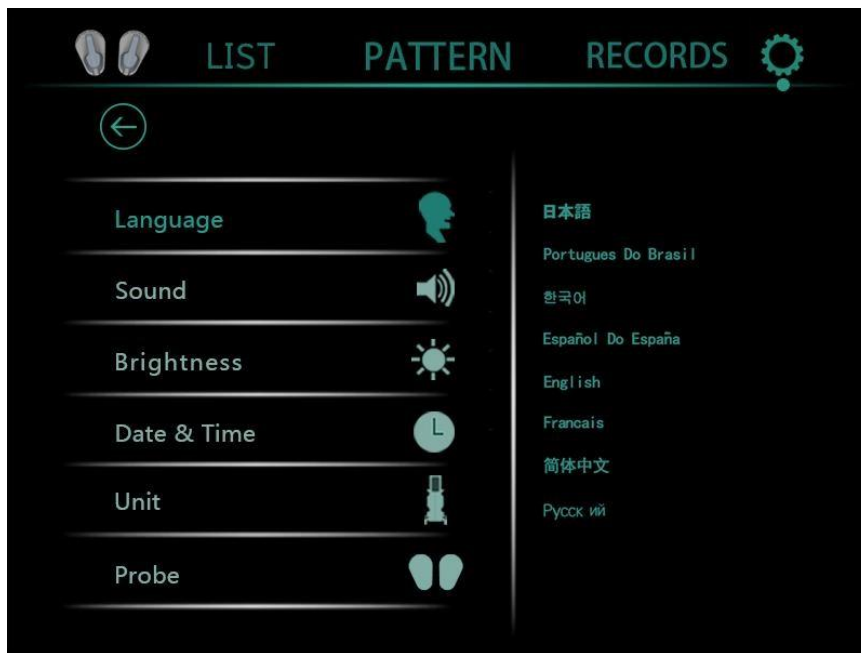 LIST PATTERN RECORDS
Language
Sound
Brightness
Date & Time
Unit
Probe
日本語
Portugues Do Brasil
한국어
Español Do España
English
Francais
简体中文
Русск ий